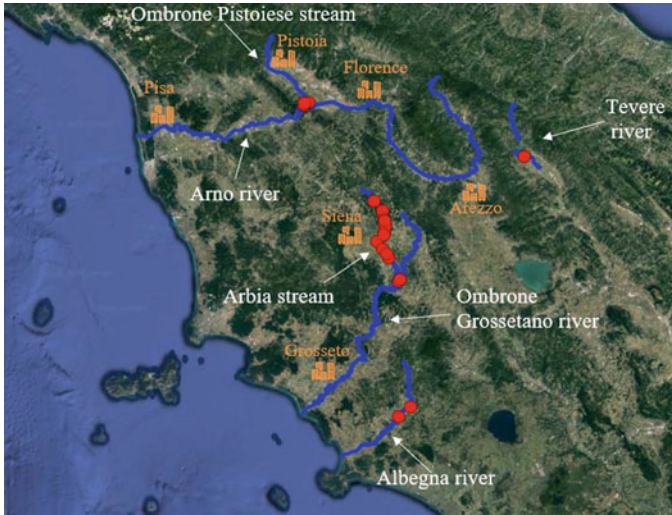 Ombrone Pistoiese stream
Pistoia
Florence
Pisa
Tevere
river
Arno river
Arezzo
Siena
Arbia stream
Ombrone
Grossetano river
Grosseto
Albegna river